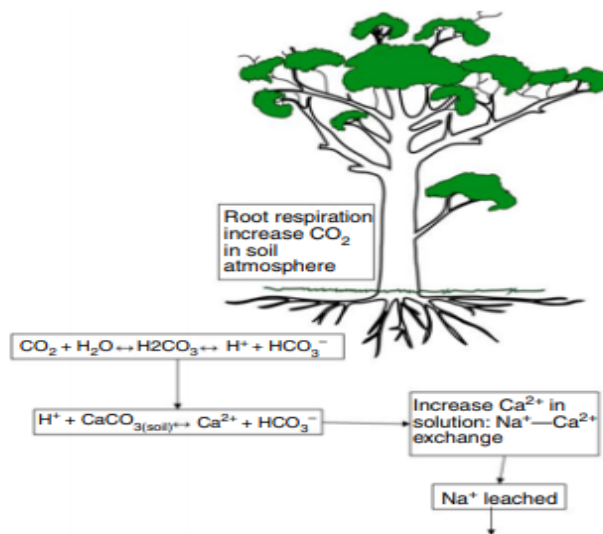 Root respiration
increase CO₂
in soil
atmosphere
CO₂ + H₂O ↔ H2CO₃ ↔ H⁺ + HCO₃⁻
H⁺ + CaCO₃(soil) ↔ Ca²⁺ + HCO₃⁻
Increase Ca²⁺ in
solution: Na⁺—Ca²⁺
exchange
Na⁺ leached